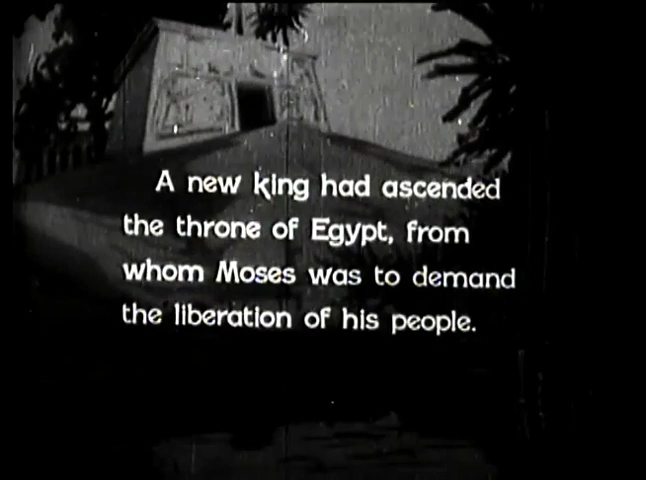 A new king had ascended
the throne of Egypt, from
whom Moses was to demand
the liberation of his people.